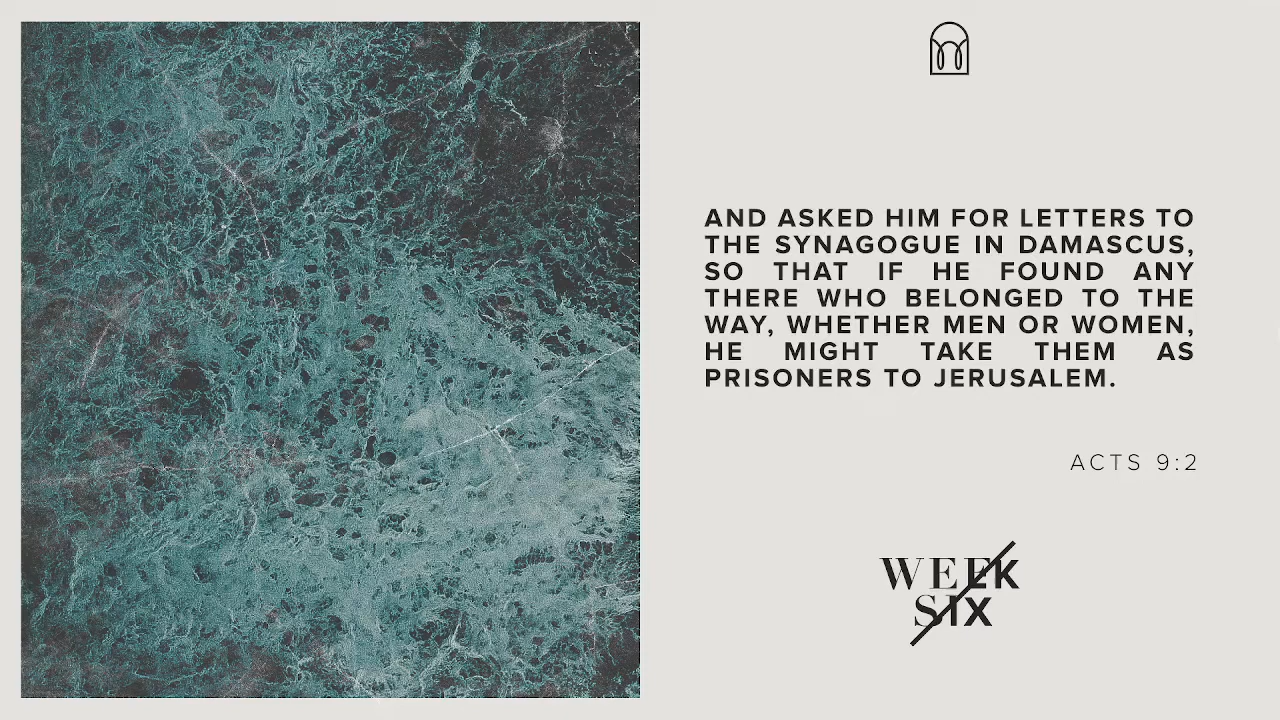 AND ASKED HIM FOR LETTERS TO
THE SYNAGOGUE IN DAMASCUS,
SO THAT IF HE FOUND ANY
THERE WHO BELONGED TO THE
WAY, WHETHER MEN OR WOMEN,
HE MIGHT TAKE THEM AS
PRISONERS TO JERUSALEM.
ACTS 9:2
WEEK
SIX